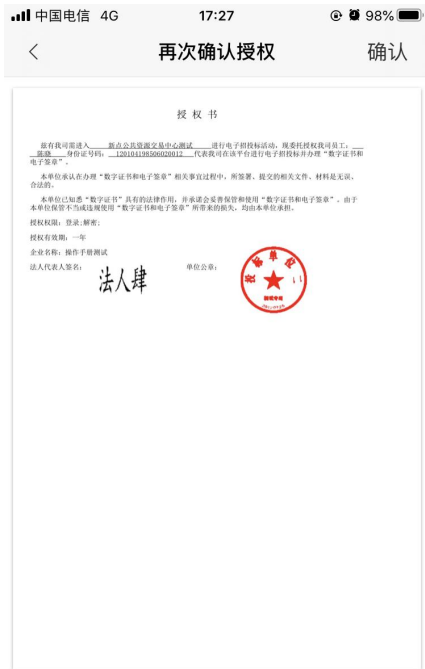 中国电信 4G 17:27 98%
再次确认授权 确认
授 权 书
兹有我司需进入 新点公共资源交易中心测试 进行电子招投标活动，现委托授权我司员工：
陈晓 身份证号码： 120104198506020012 代表我司在该平台进行电子招投标并办理“数字证书和
电子签章”。
本单位承认在办理“数字证书和电子签章”相关事宜过程中，所签署、提交的相关文件、材料是无误、
合法的。
本单位已知悉“数字证书”具有的法律作用，并承诺会妥善保管和使用“数字证书和电子签章”。由于
本单位保管不当或违规使用“数字证书和电子签章”所带来的损失，均由本单位承担。
授权权限：登录;解密;
授权有效期：一年
企业名称：操作手册测试
法人代表人签名： 法人肆 单位公章：
投标单位二
测试专用